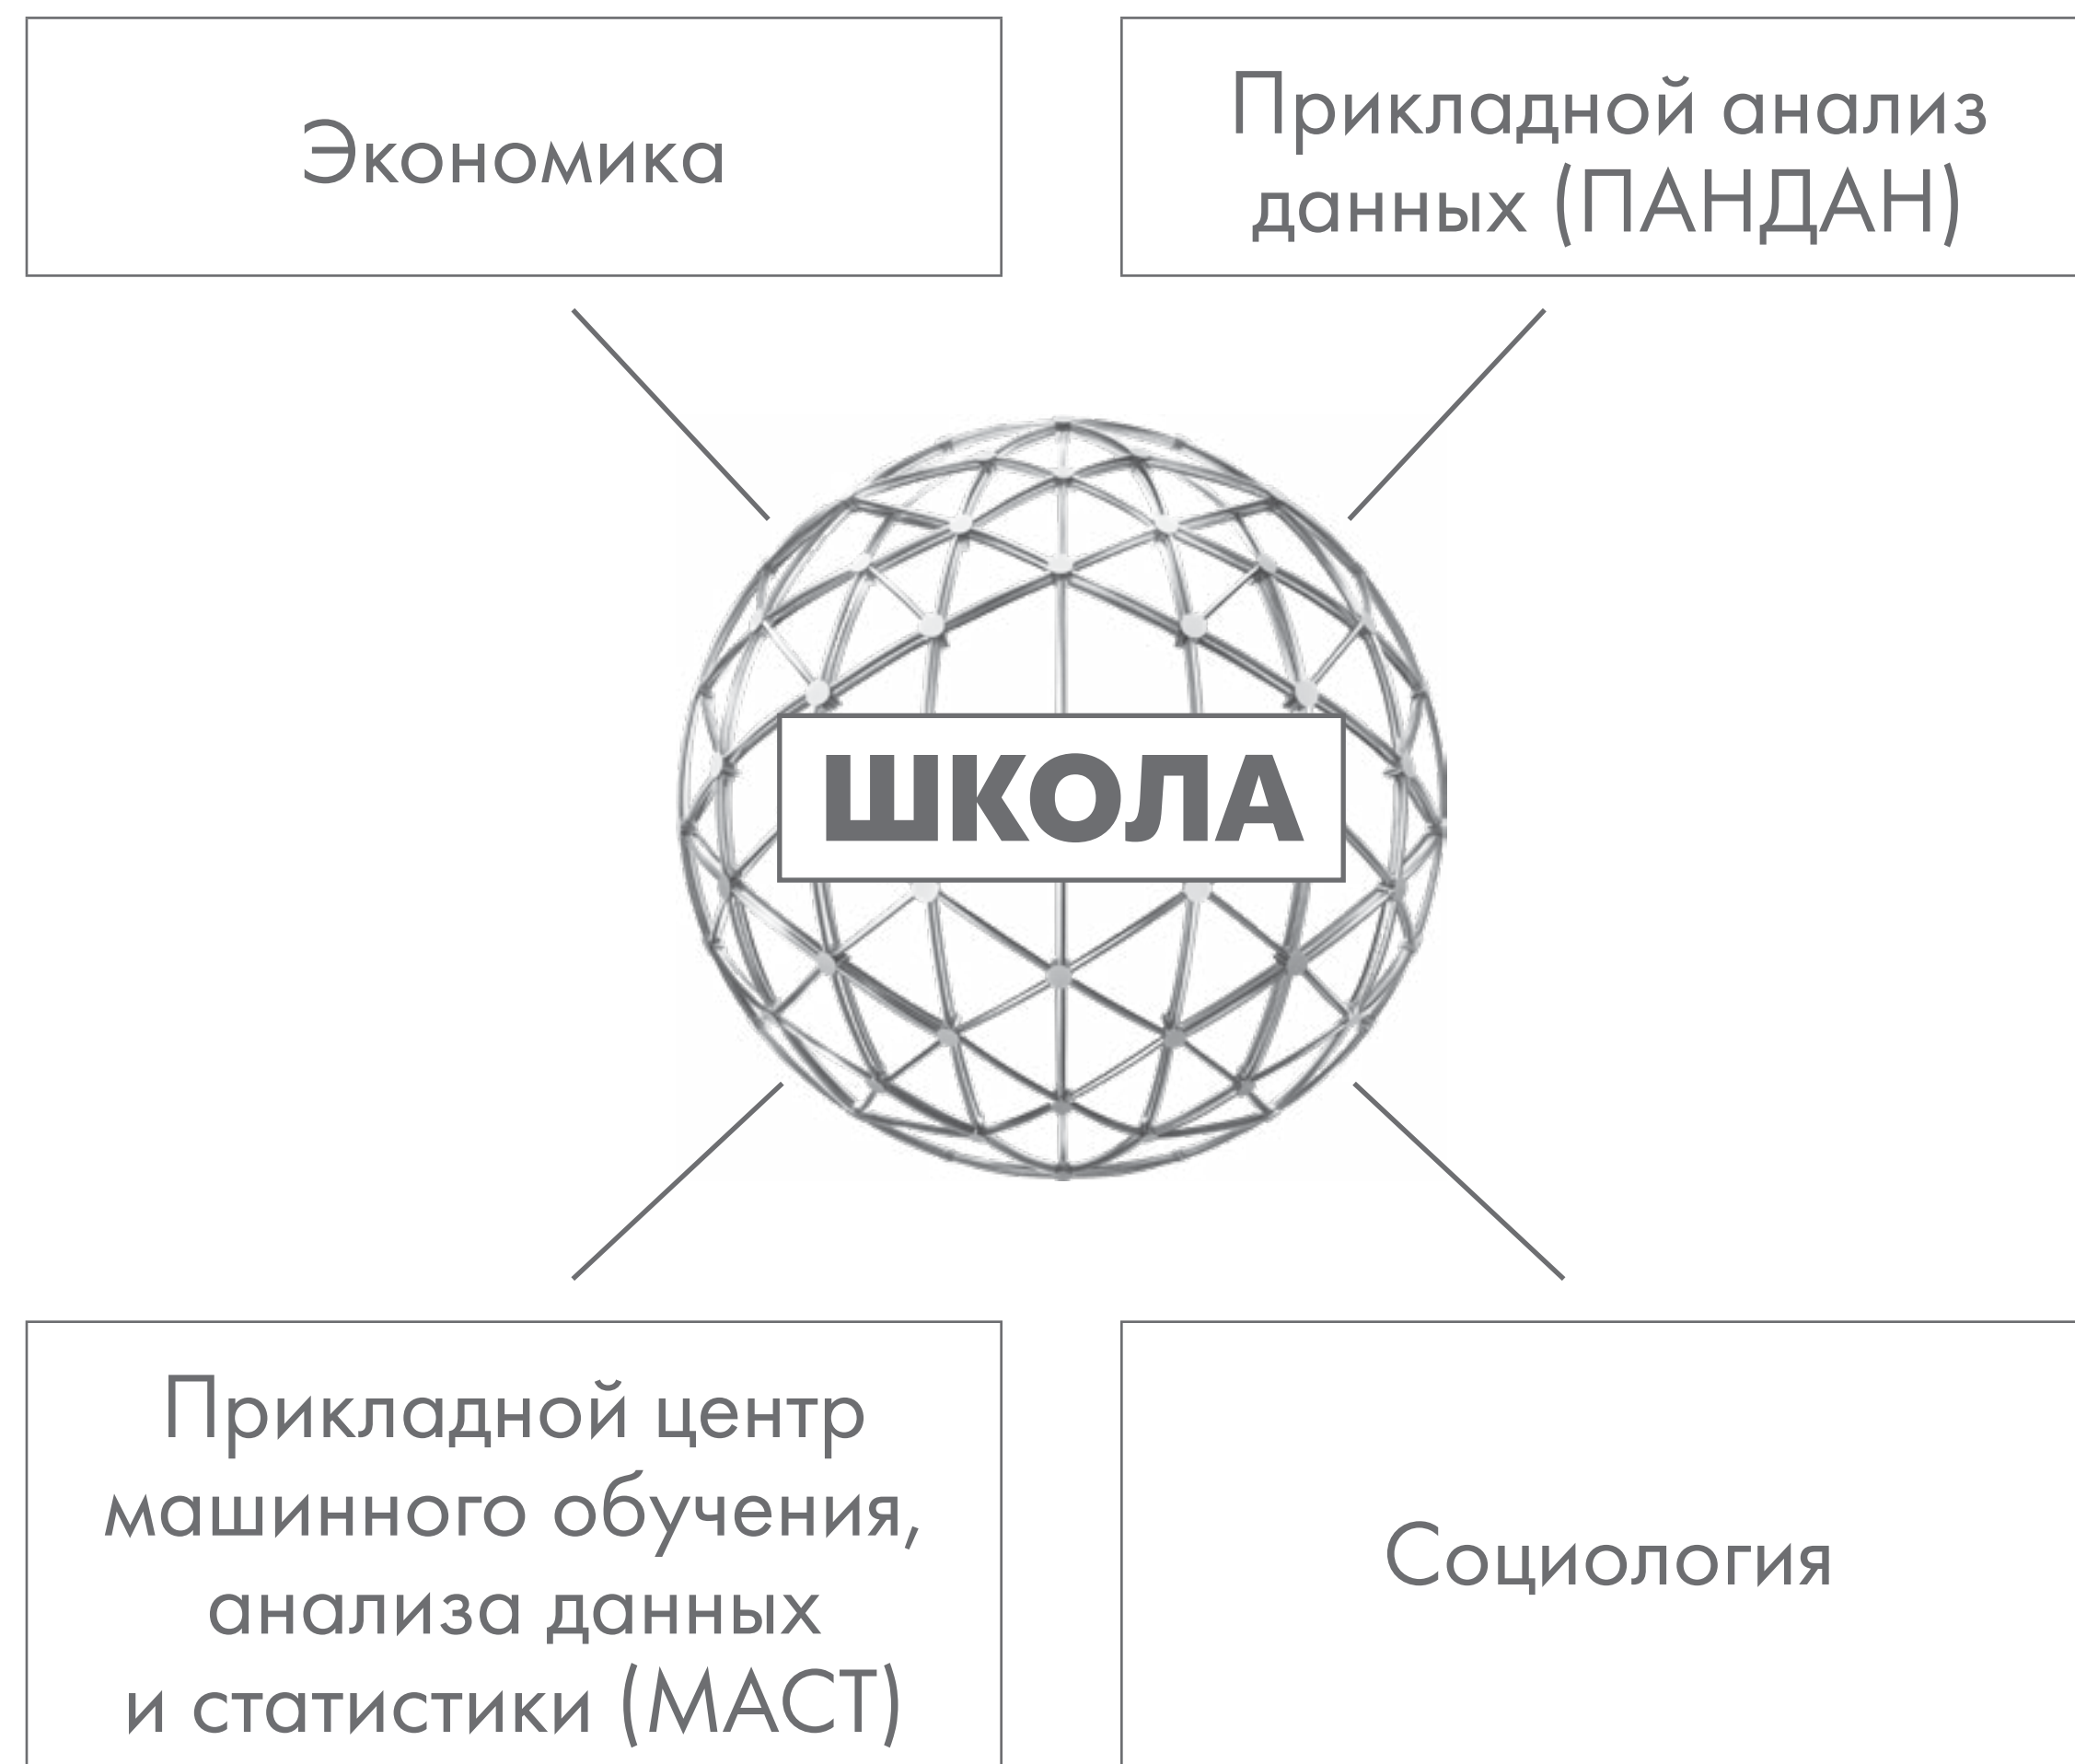 Экономика
Прикладной анализ
данных (ПАНДАН)
ШКОЛА
Прикладной центр
машинного обучения,
анализа данных
и статистики (МАСТ)
Социология